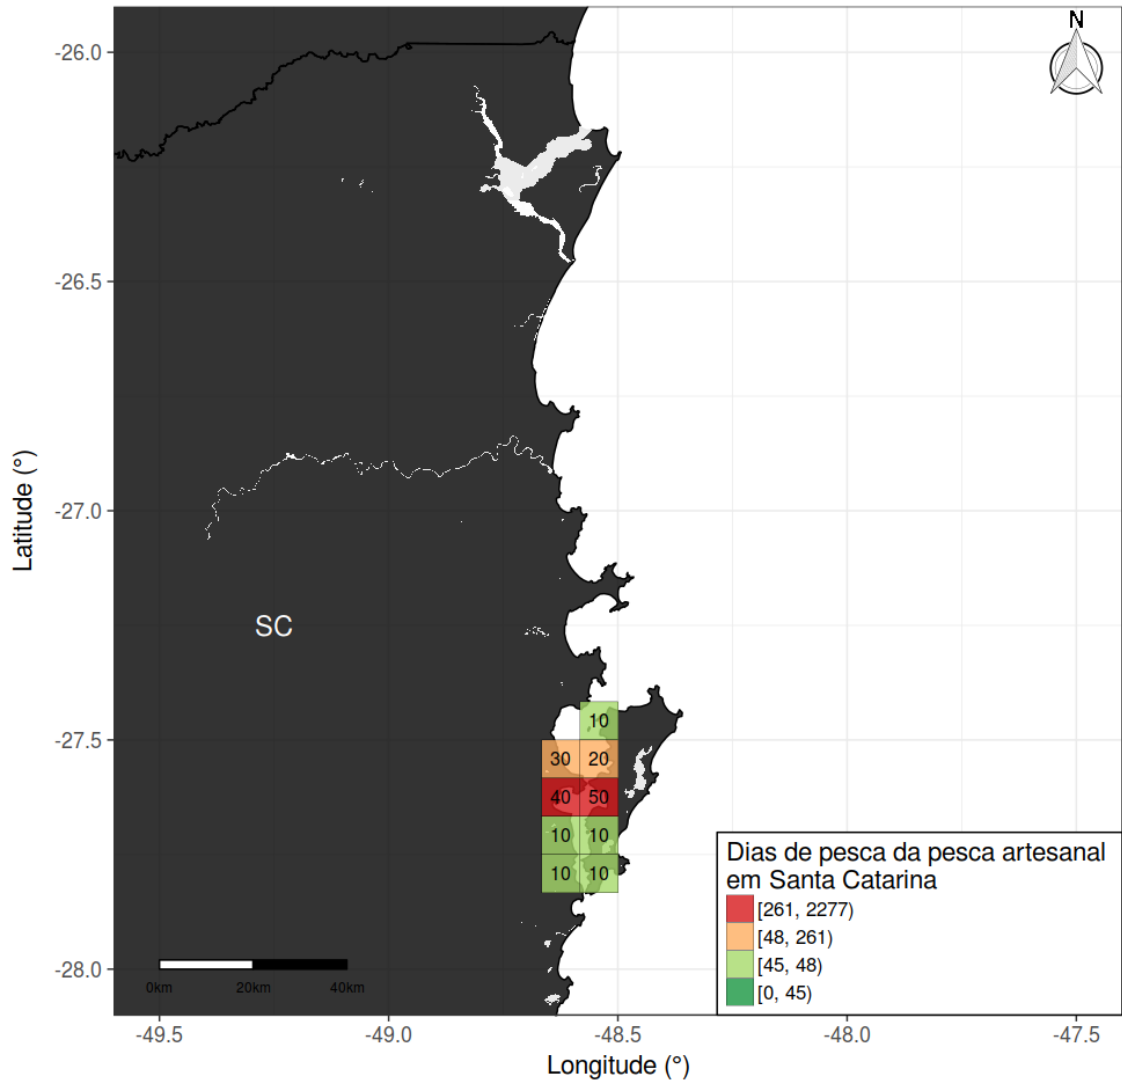 N
-26.0
-26.5
-27.0
-27.5
-28.0
Latitude (°)
SC
10
30 20
40 50
10 10
10 10
Dias de pesca da pesca artesanal
em Santa Catarina
[261, 2277)
[48, 261)
[45, 48)
[0, 45)
0km 20km 40km
-49.5 -49.0 -48.5 -48.0 -47.5
Longitude (°)